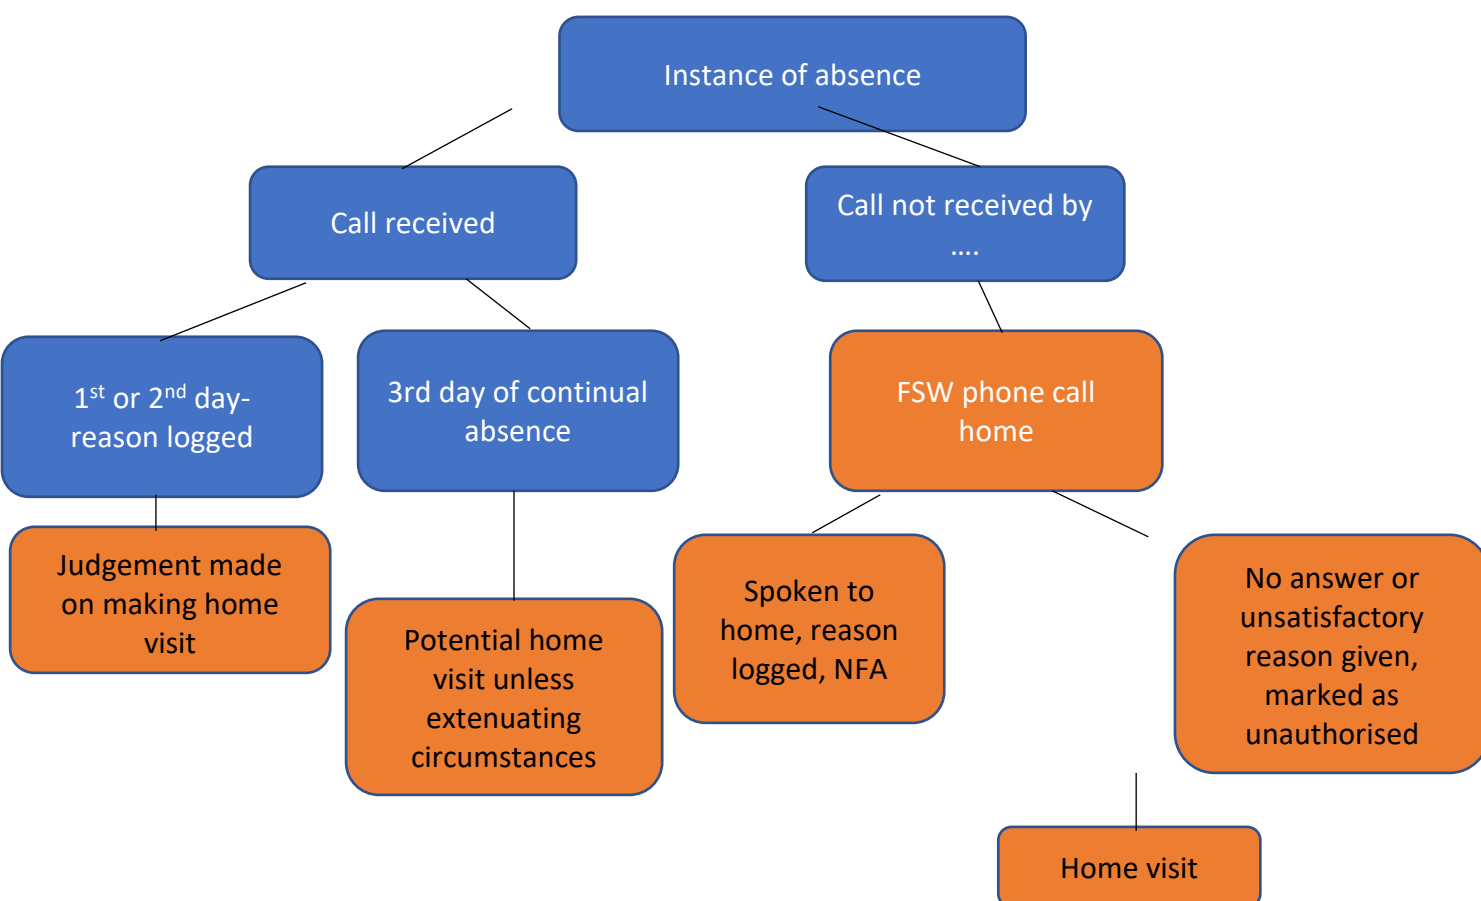 Instance of absence
Call received
Call not received by
....
1st or 2nd day-
reason logged
3rd day of continual
absence
FSW phone call
home
Judgement made
on making home
visit
Potential home
visit unless
extenuating
circumstances
Spoken to
home, reason
logged, NFA
No answer or
unsatisfactory
reason given,
marked as
unauthorised
Home visit